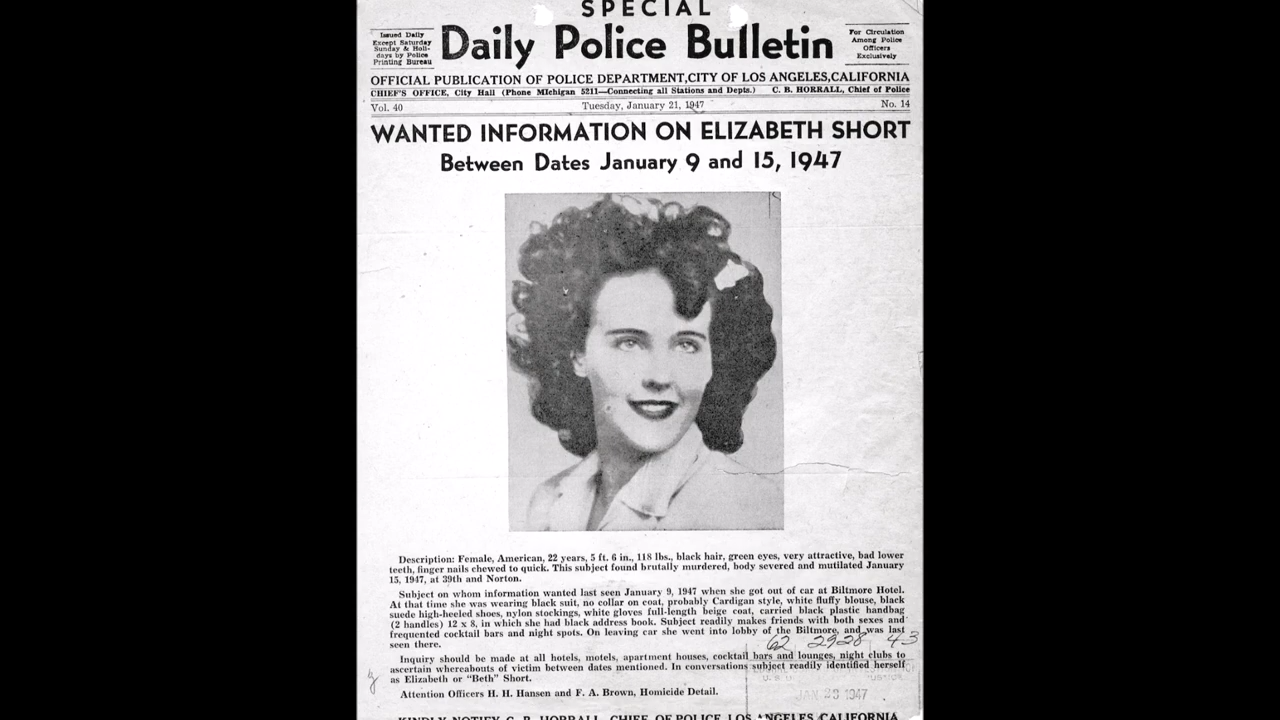 SPECIAL
Issued Daily
Except Saturday
Sunday & Holi-
days by Police
Printing Bureau
Daily Police Bulletin
For Circulation
Among Police
Officers
Exclusively
OFFICIAL PUBLICATION OF POLICE DEPARTMENT, CITY OF LOS ANGELES, CALIFORNIA
CHIEF'S OFFICE, City Hall (Phone MIchigan 5211—Connecting all Stations and Depts.) C. B. HORRALL, Chief of Police
Vol. 40 Tuesday, January 21, 1947 No. 14
WANTED INFORMATION ON ELIZABETH SHORT
Between Dates January 9 and 15, 1947
Description: Female, American, 22 years, 5 ft. 6 in., 118 lbs., black hair, green eyes, very attractive, bad lower
teeth, finger nails chewed to quick. This subject found brutally murdered, body severed and mutilated January
15, 1947, at 39th and Norton.
Subject on whom information wanted last seen January 9, 1947 when she got out of car at Biltmore Hotel.
At that time she was wearing black suit, no collar on coat, probably Cardigan style, white fluffy blouse, black
suede high-heeled shoes, nylon stockings, white gloves full-length beige coat, carried black plastic handbag
(2 handles) 12 x 8, in which she had black address book. Subject readily makes friends with both sexes and
frequented cocktail bars and night spots. On leaving car she went into lobby of the Biltmore, and was last
seen there.
62 2928 43
Inquiry should be made at all hotels, motels, apartment houses, cocktail bars and lounges, night clubs to
ascertain whereabouts of victim between dates mentioned. In conversations subject readily identified herself
as Elizabeth or "Beth" Short.
Attention Officers H. H. Hansen and F. A. Brown, Homicide Detail.
JAN 23 1947
KINDLY NOTIFY C. B. HORRALL, CHIEF OF POLICE, LOS ANGELES, CALIFORNIA